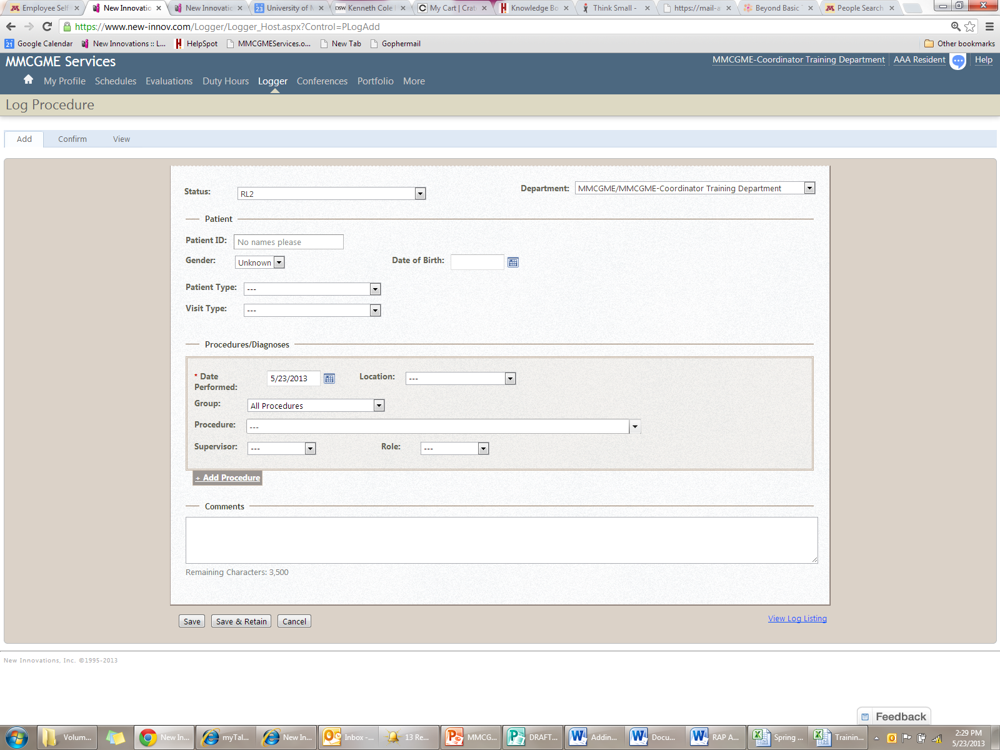 Employee Self
New Innovatio
New Innovatio
University of M
DSW Kenneth Cole
My Cart | Crate
Knowledge Bo
Think Small -
https://mail-a
Beyond Basic
People Search
https://www.new-innov.com/Logger/Logger_Host.aspx?Control=PLogAdd
21 Google Calendar New Innovations :: L... HelpSpot MMCGMEServices.o... New Tab Gophermail Other bookmarks
MMCGME Services MMCGME-Coordinator Training Department AAA Resident Help
My Profile Schedules Evaluations Duty Hours Logger Conferences Portfolio More
Log Procedure
Add Confirm View
Status: RL2 Department: MMCGME/MMCGME-Coordinator Training Department
Patient
Patient ID: No names please
Gender: Unknown Date of Birth:
Patient Type: ---
Visit Type: ---
Procedures/Diagnoses
* Date Performed: 5/23/2013 Location: ---
Group: All Procedures
Procedure: ---
Supervisor: --- Role: ---
+ Add Procedure
Comments
Remaining Characters: 3,500
Save Save & Retain Cancel View Log Listing
New Innovations, Inc. ©1995-2013
Feedback
Volum... New In... myTal... New In... Inbox -... 13 Re... MMCG... DRAFT... Addin... Docu... RAP A... Spring ... Trainin... 2:29 PM
5/23/2013